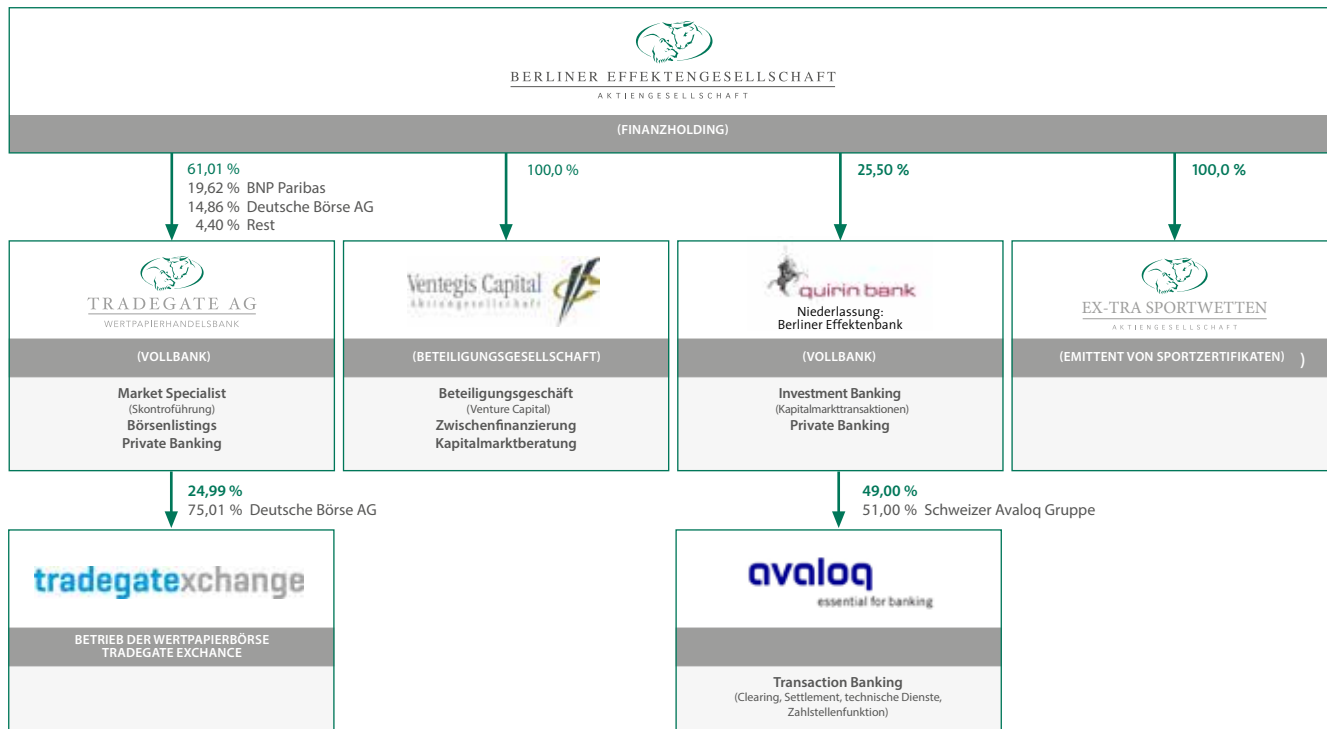 BERLINER EFFEKTENGESELLSCHAFT
AKTIENGESELLSCHAFT
(FINANZHOLDING)
61,01 %
19,62 % BNP Paribas
14,86 % Deutsche Börse AG
4,40 % Rest
100,0 %
25,50 %
100,0 %
TRADEGATE AG
WERTPAPIERHANDELSBANK
(VOLLBANK)
Market Specialist
(Skontroführung)
Börsenlistings
Private Banking
Ventegis Capital
Aktiengesellschaft
(BETEILIGUNGSGESELLSCHAFT)
Beteiligungsgeschäft
(Venture Capital)
Zwischenfinanzierung
Kapitalmarktberatung
quirin bank
Niederlassung:
Berliner Effektenbank
(VOLLBANK)
Investment Banking
(Kapitalmarkttransaktionen)
Private Banking
EX-TRA SPORTWETTEN
AKTIENGESELLSCHAFT
(EMITTENT VON SPORTZERTIFIKATEN) )
24,99 %
75,01 % Deutsche Börse AG
49,00 %
51,00 % Schweizer Avaloq Gruppe
tradegatexchange
BETRIEB DER WERTPAPIERBÖRSE
TRADEGATE EXCHANCE
avaloq
essential for banking
Transaction Banking
(Clearing, Settlement, technische Dienste,
Zahlstellenfunktion)